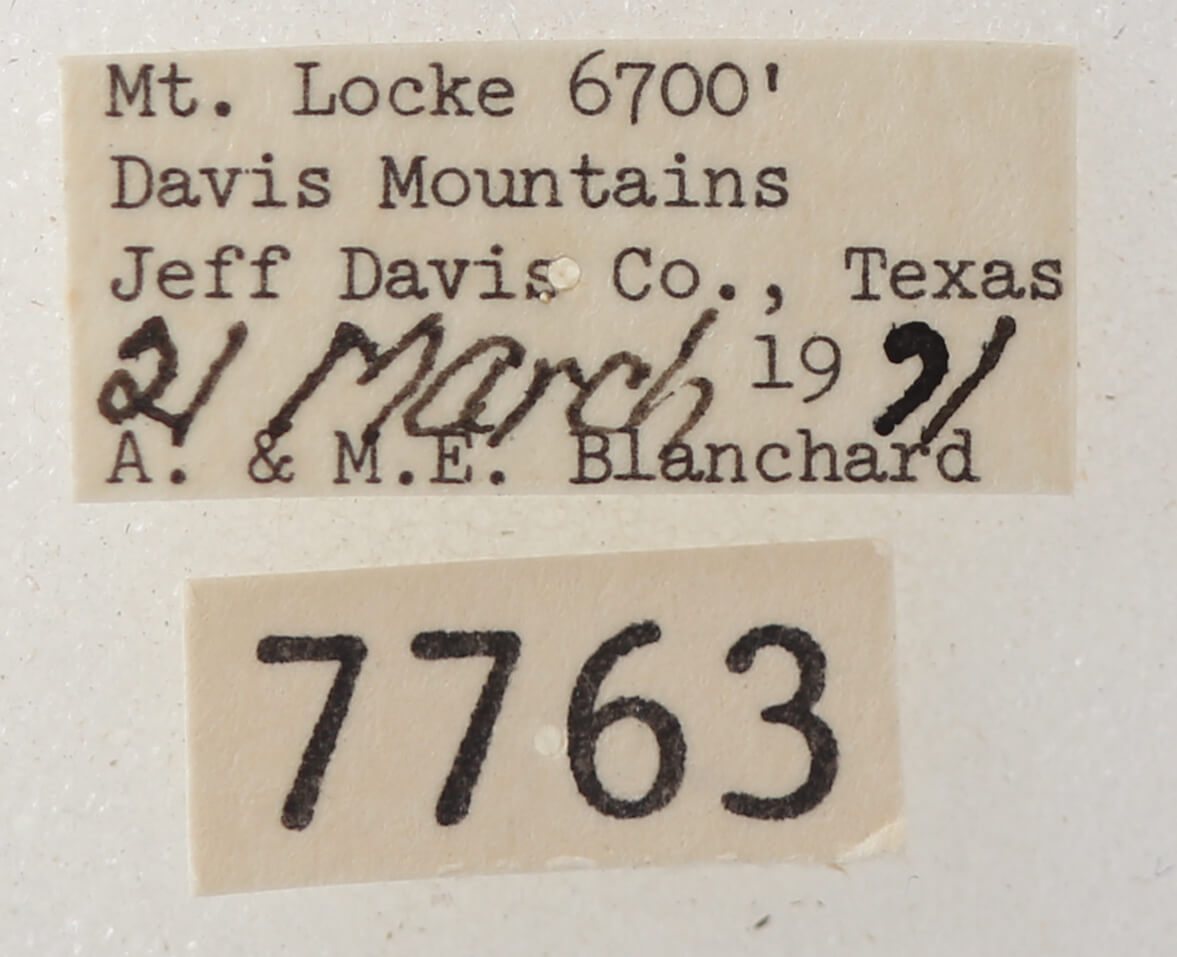 Mt. Locke 6700'
Davis Mountains
Jeff Davis Co., Texas
21 March 1971
A. & M.E. Blanchard
7763